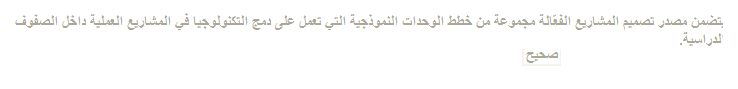 يتضمن مصدر تصميم المشاريع الفعّالة مجموعة من خطط الوحدات النموذجية التي تعمل على دمج التكنولوجيا في المشاريع العملية داخل الصفوف
الدراسية.
صحيح